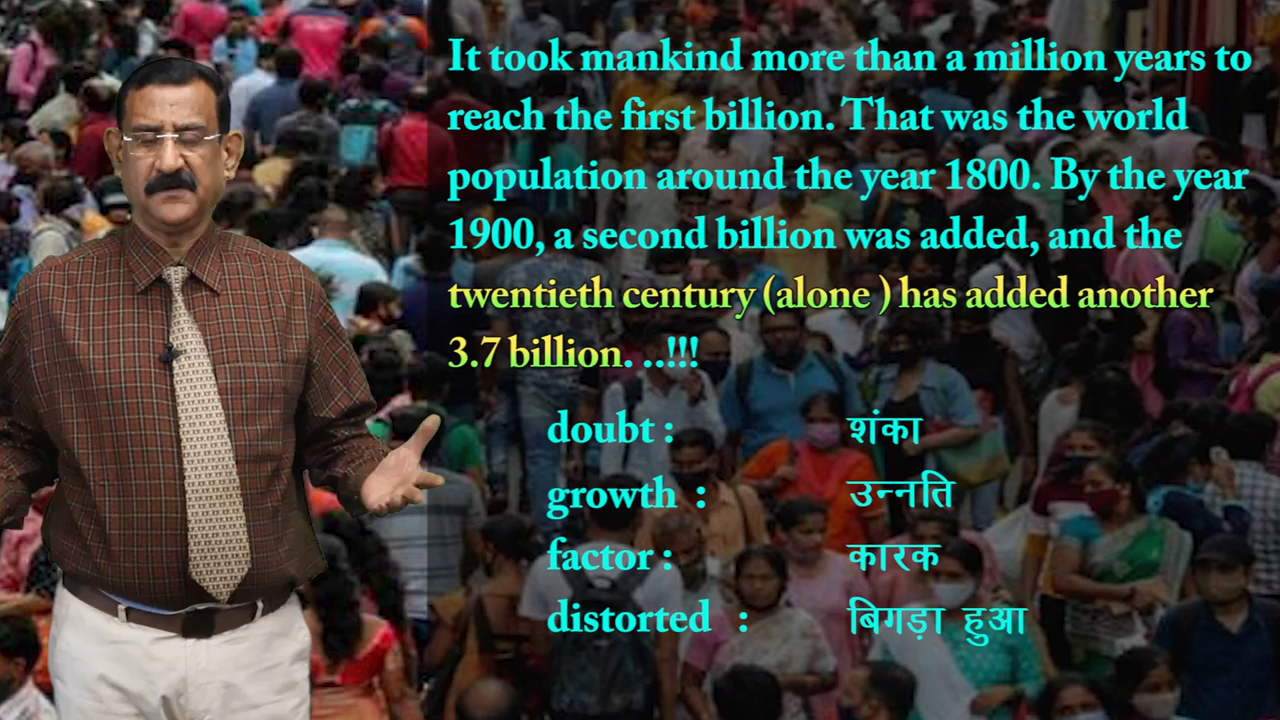 It took mankind more than a million years to
reach the first billion. That was the world
population around the year 1800. By the year
1900, a second billion was added, and the
twentieth century (alone ) has added another
3.7 billion. ..!!!
doubt : शंका
growth : उन्नति
factor : कारक
distorted : बिगड़ा हुआ